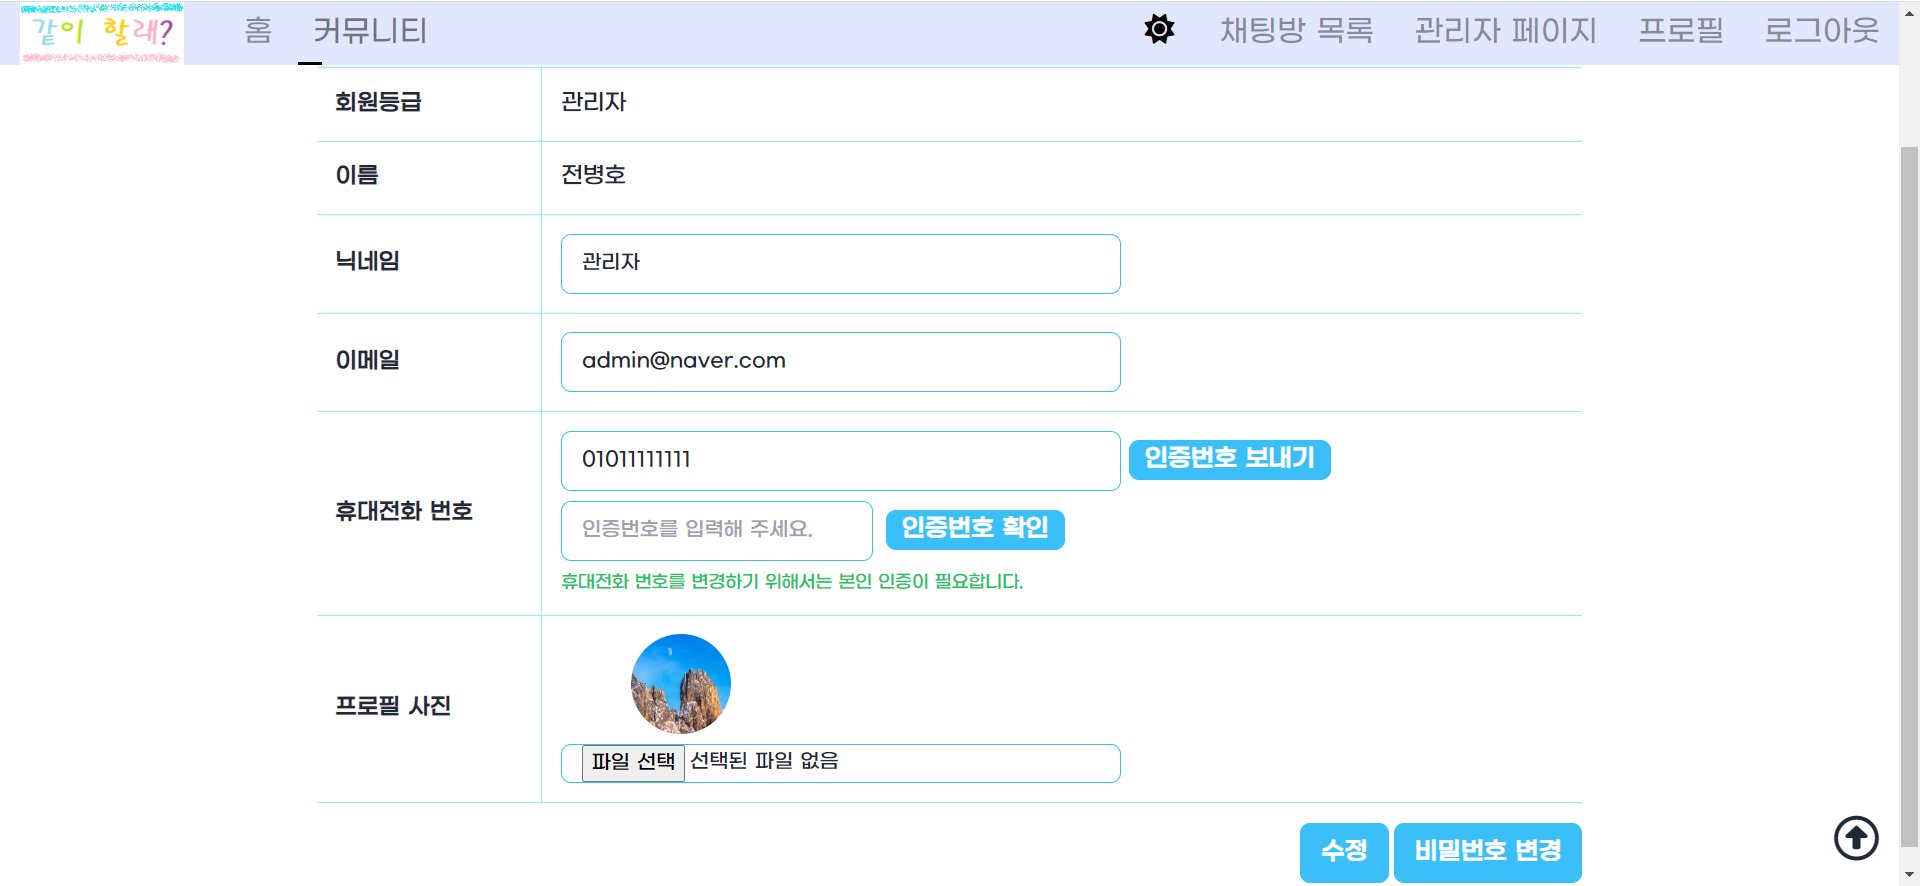 같이 할래?
홈 커뮤니티 채팅방 목록 관리자 페이지 프로필 로그아웃
회원등급 관리자
이름 전병호
닉네임 관리자
이메일 admin@naver.com
01011111111 인증번호 보내기
휴대전화 번호
인증번호를 입력해 주세요. 인증번호 확인
휴대전화 번호를 변경하기 위해서는 본인 인증이 필요합니다.
프로필 사진
파일 선택 선택된 파일 없음
수정 비밀번호 변경